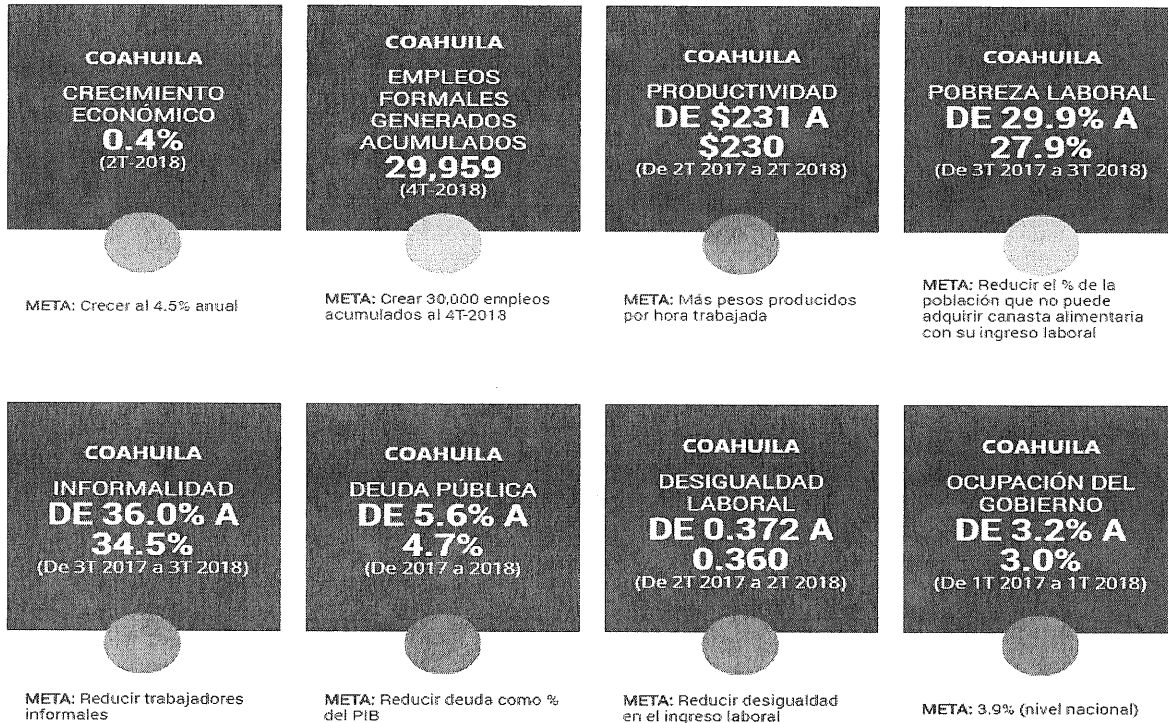 COAHUILA
CRECIMIENTO
ECONÓMICO
0.4%
(2T-2018)
META: Crecer al 4.5% anual
COAHUILA
EMPLEOS
FORMALES
GENERADOS
ACUMULADOS
29,959
(4T-2018)
META: Crear 30,000 empleos
acumulados al 4T-2018
COAHUILA
PRODUCTIVIDAD
DE $231 A
$230
(De 2T 2017 a 2T 2018)
META: Más pesos producidos
por hora trabajada
COAHUILA
POBREZA LABORAL
DE 29.9% A
27.9%
(De 3T 2017 a 3T 2018)
META: Reducir el % de la
población que no puede
adquirir canasta alimentaria
con su ingreso laboral
COAHUILA
INFORMALIDAD
DE 36.0% A
34.5%
(De 3T 2017 a 3T 2018)
META: Reducir trabajadores
informales
COAHUILA
DEUDA PÚBLICA
DE 5.6% A
4.7%
(De 2017 a 2018)
META: Reducir deuda como %
del PIB
COAHUILA
DESIGUALDAD
LABORAL
DE 0.372 A
0.360
(De 2T 2017 a 2T 2018)
META: Reducir desigualdad
en el ingreso laboral
COAHUILA
OCUPACIÓN DEL
GOBIERNO
DE 3.2% A
3.0%
(De 1T 2017 a 1T 2018)
META: 3.9% (nivel nacional)